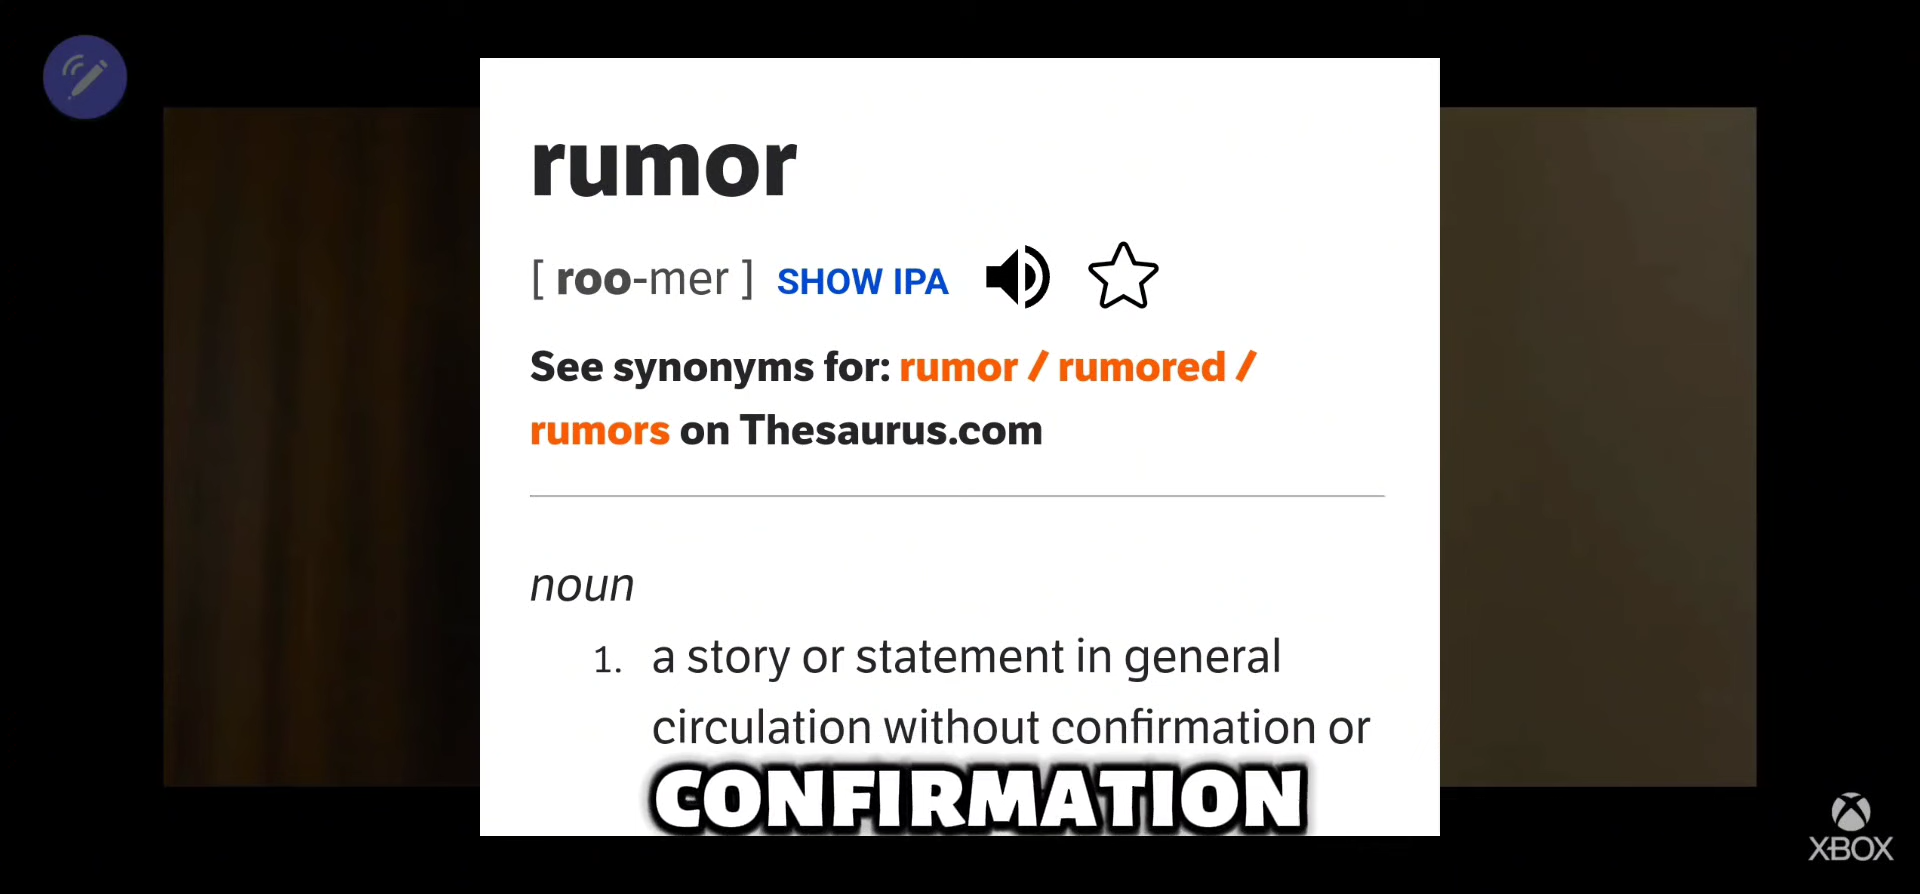 rumor
[ roo-mer ] SHOW IPA
See synonyms for: rumor / rumored /
rumors on Thesaurus.com
noun
1. a story or statement in general
circulation without confirmation or
CONFIRMATION
XBOX